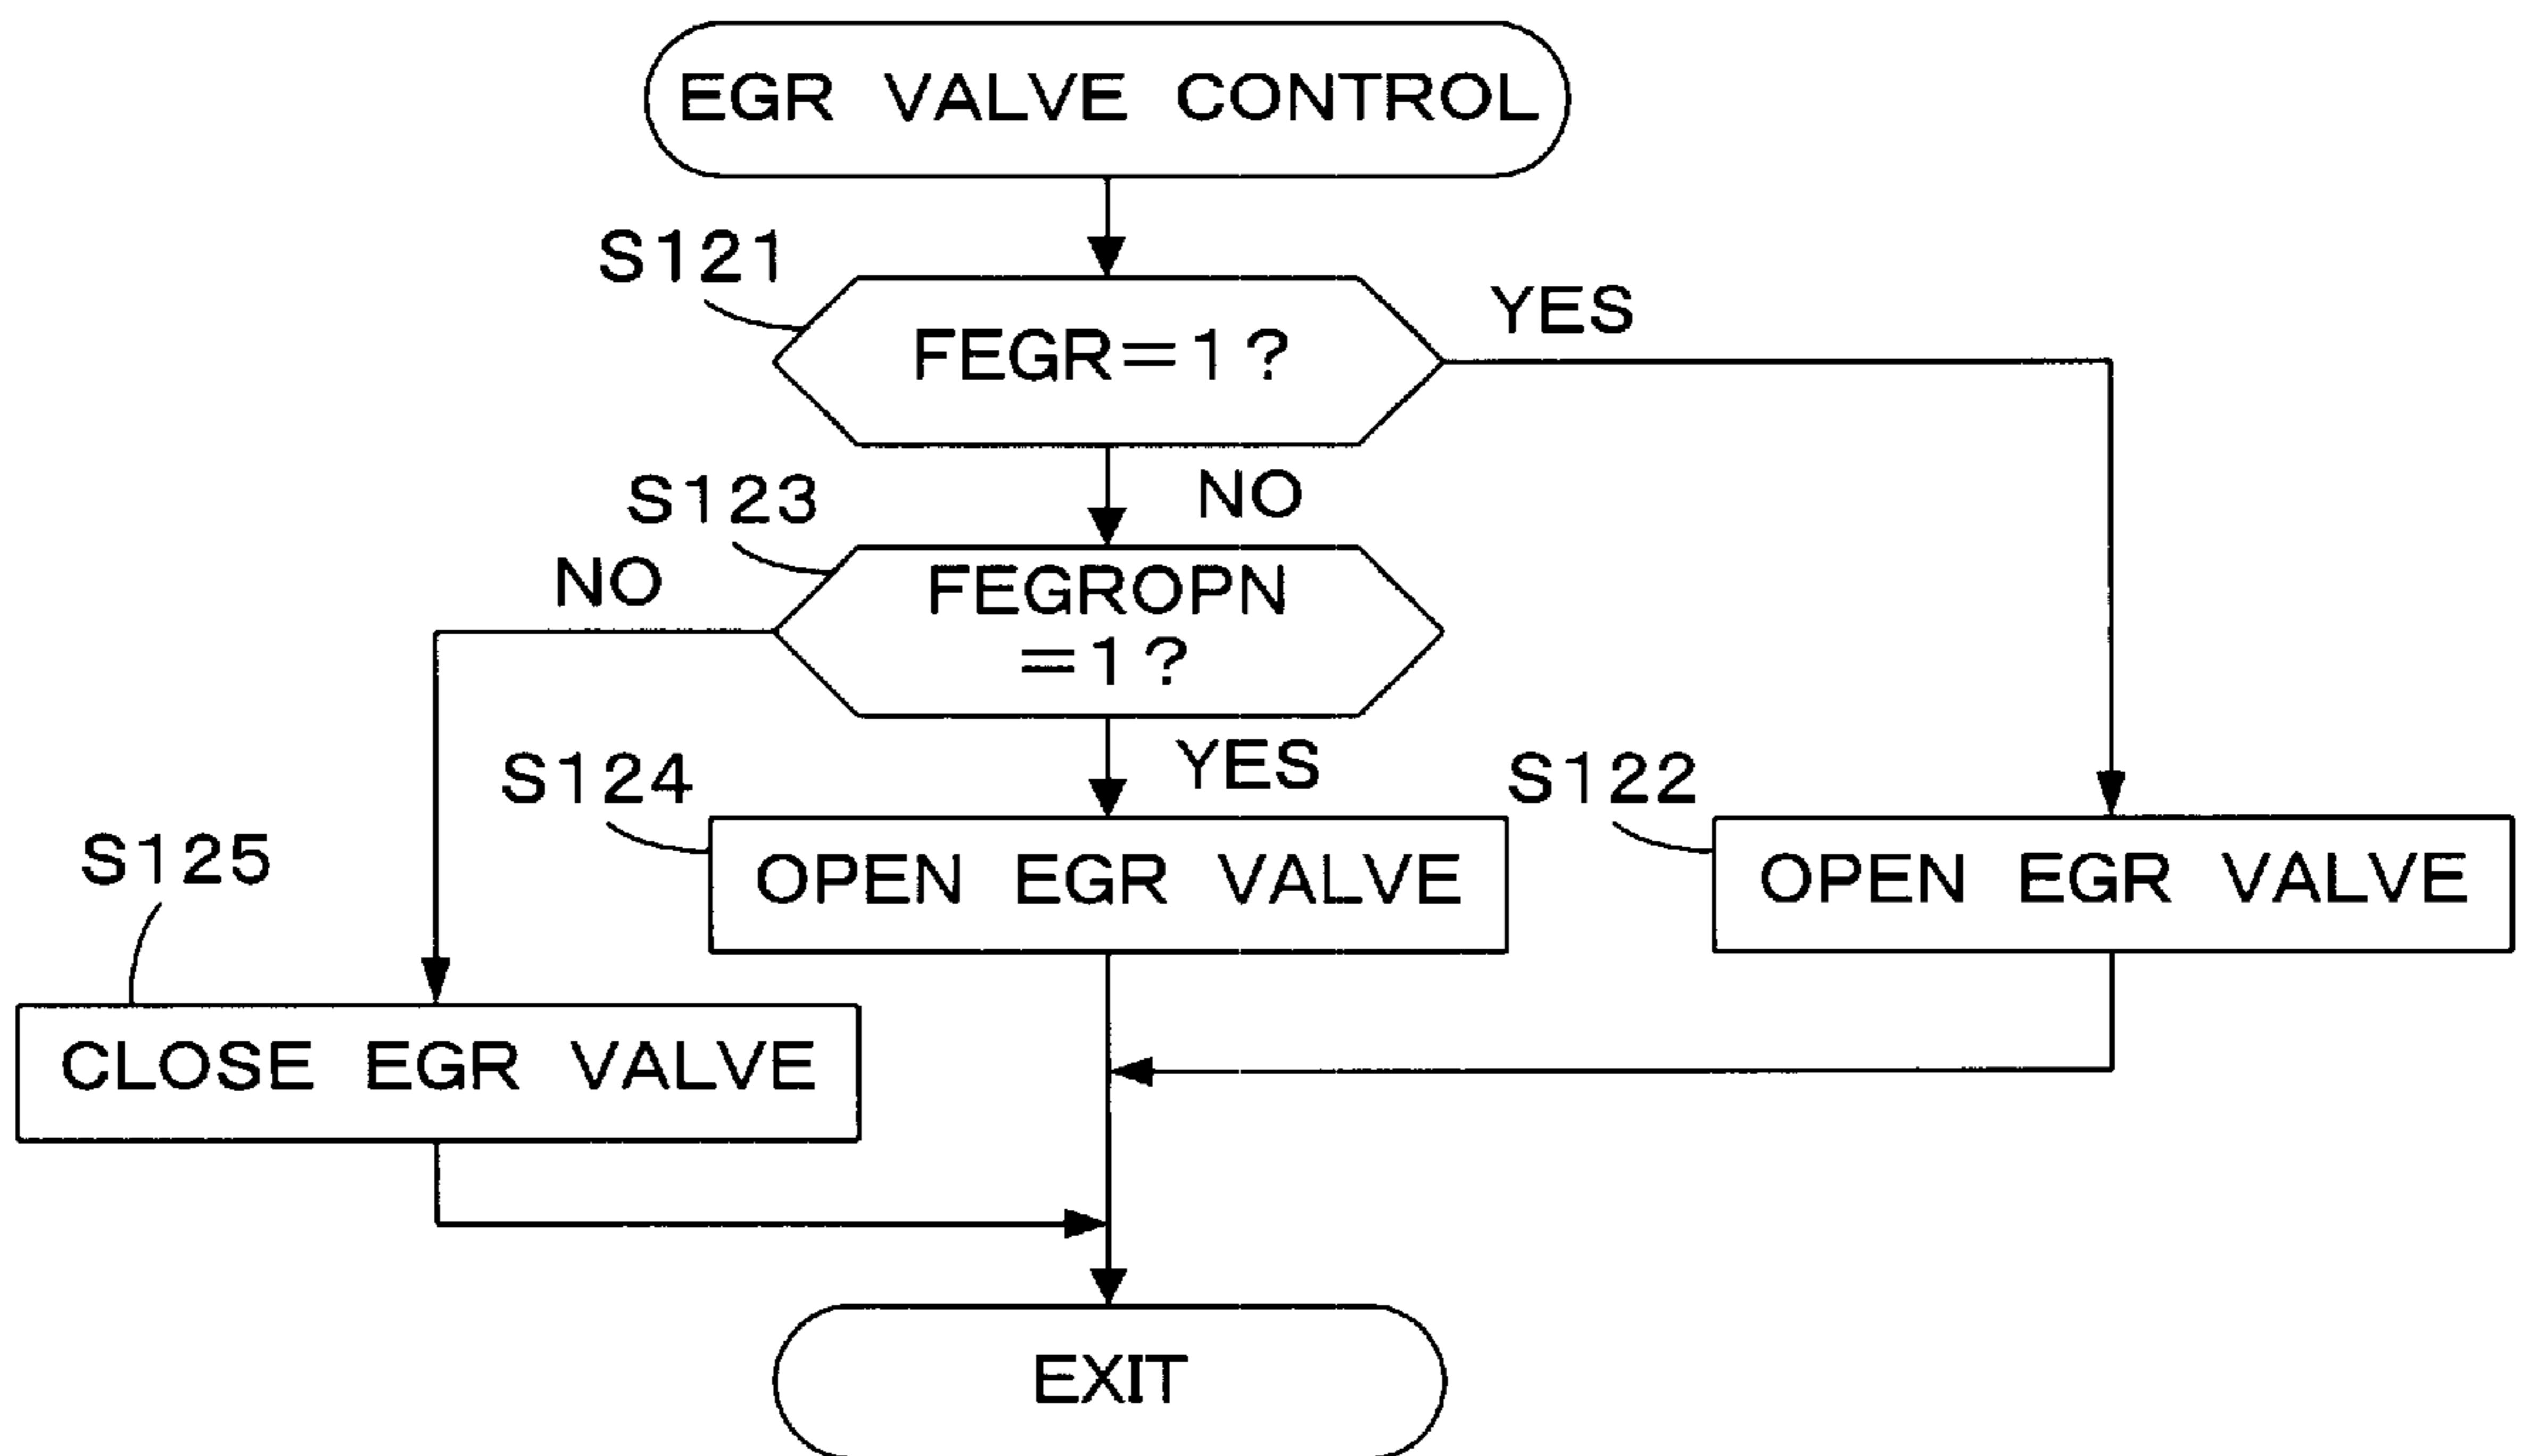 EGR VALVE CONTROL
S121
FEGR=1?
YES
NO
S123
NO
FEGROPN
=1?
YES
S124
S122
OPEN EGR VALVE
OPEN EGR VALVE
S125
CLOSE EGR VALVE
EXIT